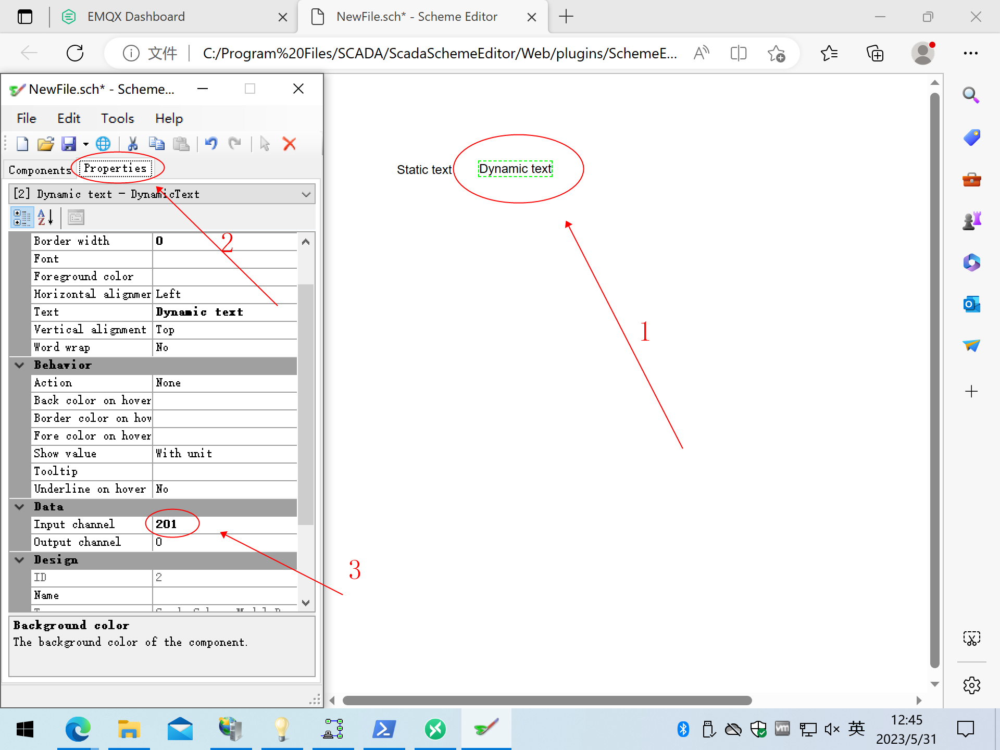 EMQX Dashboard
NewFile.sch* - Scheme Editor
文件
C:/Program%20Files/SCADA/ScadaSchemeEditor/Web/plugins/SchemeE...
NewFile.sch* - Scheme...
File Edit Tools Help
Components Properties
[2] Dynamic text - DynamicText
Border width 0
Font
Foreground color
Horizontal alignmer Left
Text Dynamic text
Vertical alignment Top
Word wrap No
Behavior
Action None
Back color on hover
Border color on hov
Fore color on hover
Show value With unit
Tooltip
Underline on hover No
Data
Input channel 201
Output channel 0
Design
ID 2
Name
Background color
The background color of the component.
Static text
Dynamic text
1
2
3
英
12:45
2023/5/31